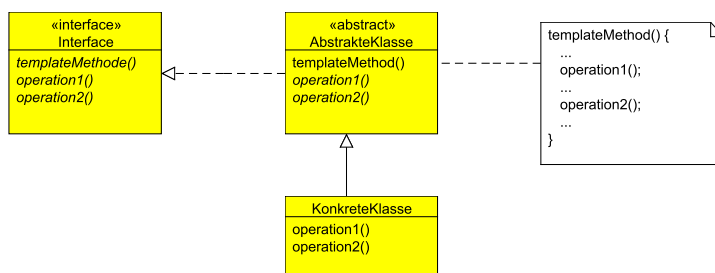 «interface»
Interface
templateMethode()
operation1()
operation2()
«abstract»
AbstrakteKlasse
templateMethod()
operation1()
operation2()
templateMethod() {
...
operation1();
...
operation2();
...
}
KonkreteKlasse
operation1()
operation2()